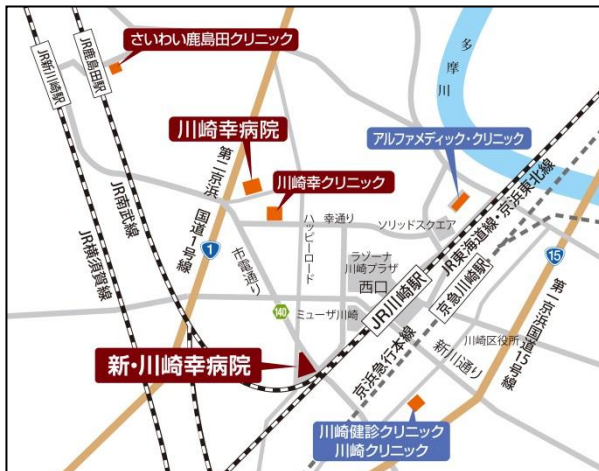 さいわい鹿島田クリニック
JR新川崎駅
JR鹿島田駅
多摩川
川崎幸病院
アルファメディック・クリニック
川崎幸クリニック
第二京浜
国道1号線
1
JR南武線
JR横須賀線
市電通り
ハッピーロード
幸通り
ソリッドスクエア
JR東海道線・京浜東北線
ラゾーナ
川崎プラザ
西口
JR川崎駅
京急川崎駅
15
第一京浜国道15号線
140
ミューザ川崎
川崎区役所
新川通り
京浜急行本線
新・川崎幸病院
川崎健診クリニック
川崎クリニック